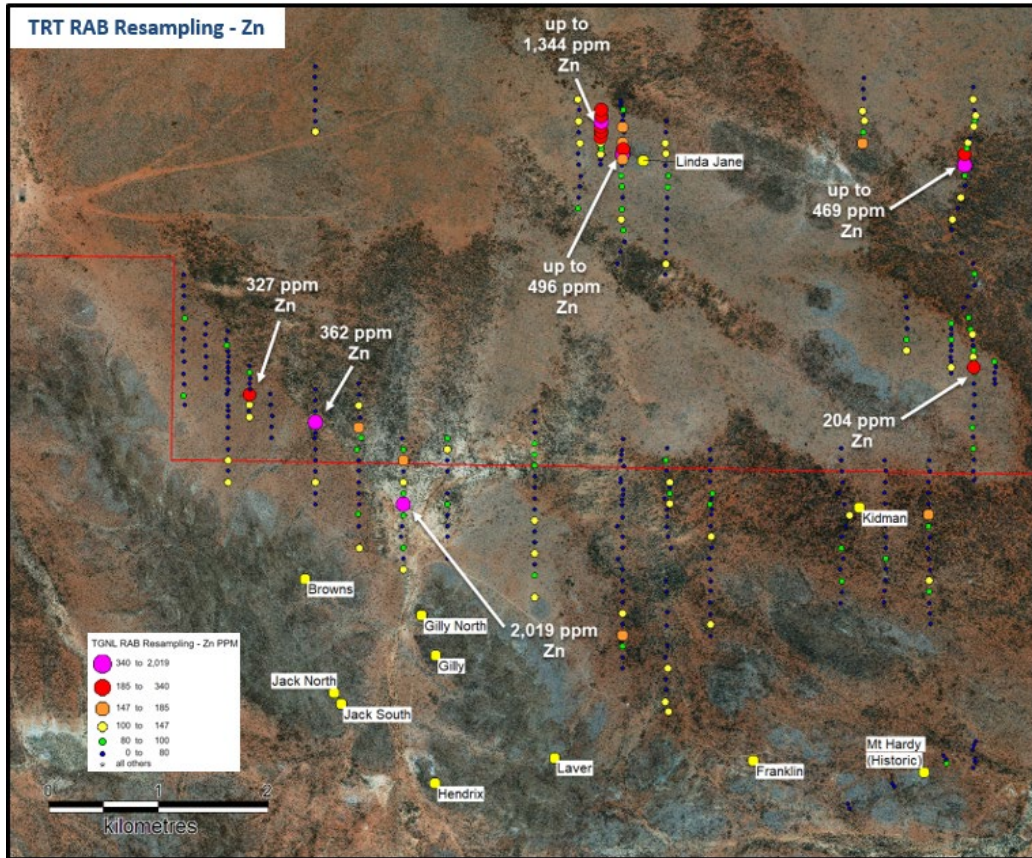 TRT RAB Resampling - Zn
up to
1,344 ppm
Zn
Linda Jane
up to
469 ppm
Zn
up to
496 ppm
Zn
327 ppm
Zn
362 ppm
Zn
204 ppm
Zn
Kidman
Browns
Gilly North
2,019 ppm
Zn
Gilly
Jack North
Jack South
Mt Hardy
(Historic)
Laver
Franklin
Hendrix
TGNL RAB Resampling - Zn PPM
340 to 2,019
185 to 340
147 to 185
100 to 147
80 to 100
0 to 80
all others
0 1 2
kilometres